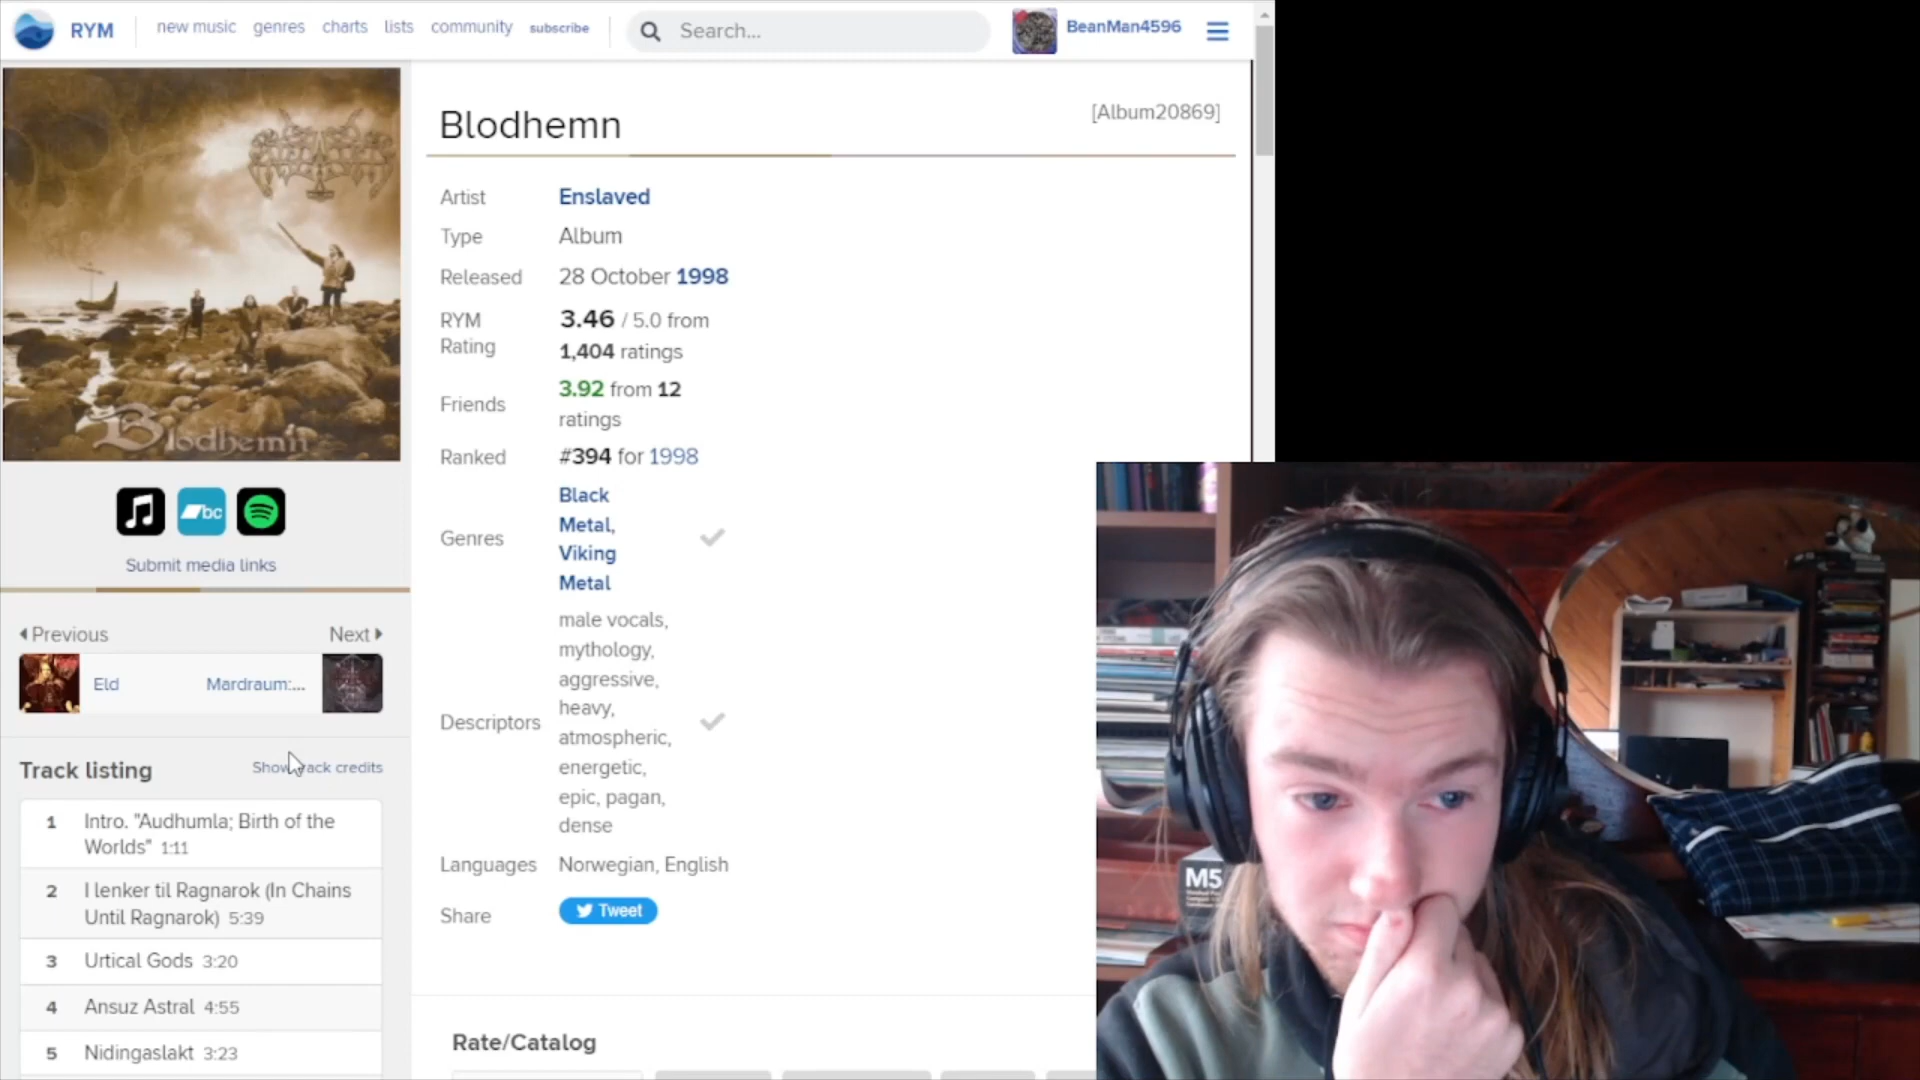 RYM
new music
genres
charts
lists
community
subscribe
Search...
BeanMan4596
Blodhemn
Blodhemn
[Album20869]
Artist
Enslaved
Type
Album
Released
28 October 1998
RYM Rating
3.46 / 5.0 from
1,404 ratings
Friends
3.92 from 12
ratings
Ranked
#394 for 1998
Genres
Black
Metal,
Viking
Metal
Descriptors
male vocals,
mythology,
aggressive,
heavy,
atmospheric,
energetic,
epic, pagan,
dense
Languages
Norwegian, English
Share
Tweet
Rate/Catalog
bc
Submit media links
Previous
Next
Eld
Mardraum:...
Track listing
Show track credits
1 Intro. "Audhumla; Birth of the
Worlds" 1:11
2 I lenker til Ragnarok (In Chains
Until Ragnarok) 5:39
3 Urtical Gods 3:20
4 Ansuz Astral 4:55
5 Nidingaslakt 3:23
M5